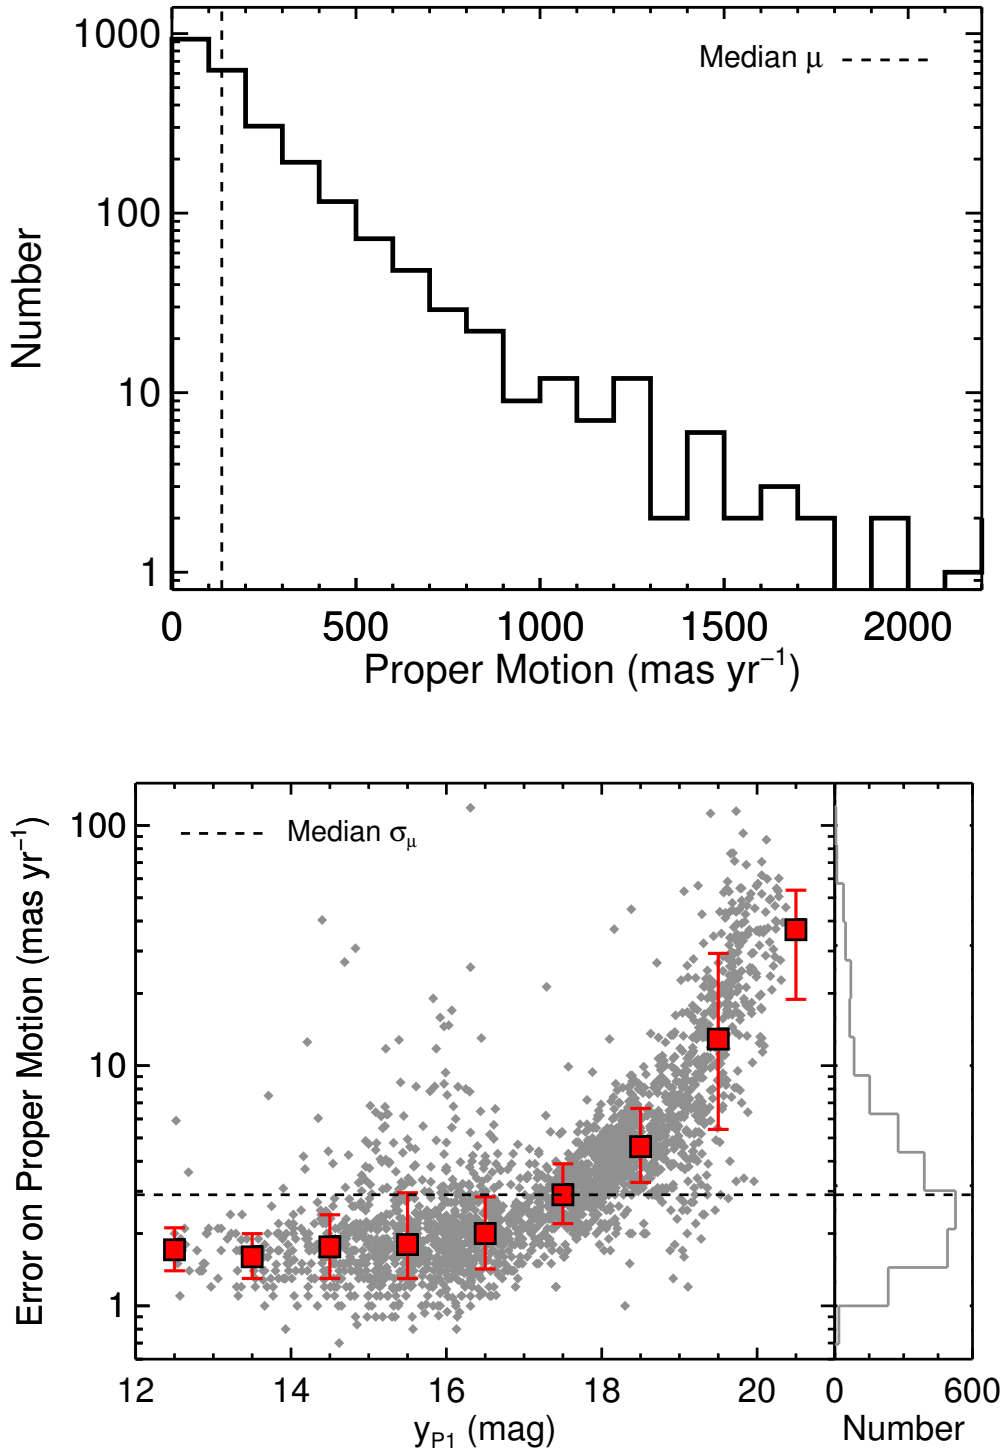 1000
100
10
1
Number
Median μ
0 500 1000 1500 2000
Proper Motion (mas yr⁻¹)
100
10
1
Error on Proper Motion (mas yr⁻¹)
Median σμ
12 14 16 18 20 0 600
yP1 (mag) Number